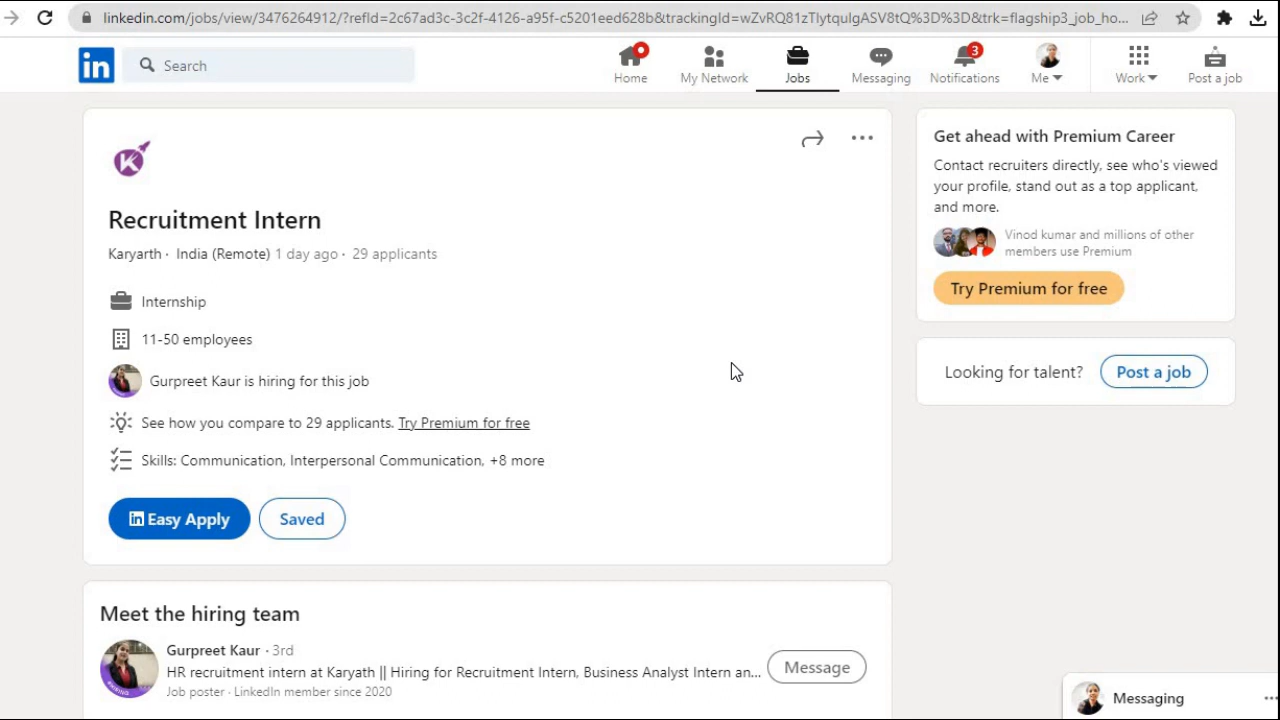 linkedin.com/jobs/view/3476264912/?refId=2c67ad3c-3c2f-4126-a95f-c5201eed628b&trackingId=wZvRQ81zTlytqulgASV8tQ%3D%3D&trk=flagship3_job_ho...
in
Search
Home
My Network
Jobs
Messaging
3
Notifications
Me
Work
Post a job
K
Recruitment Intern
Karyarth · India (Remote) 1 day ago · 29 applicants
Internship
11-50 employees
Gurpreet Kaur is hiring for this job
See how you compare to 29 applicants. Try Premium for free
Skills: Communication, Interpersonal Communication, +8 more
in Easy Apply
Saved
Get ahead with Premium Career
Contact recruiters directly, see who's viewed
your profile, stand out as a top applicant,
and more.
Vinod kumar and millions of other
members use Premium
Try Premium for free
Looking for talent?
Post a job
Meet the hiring team
Gurpreet Kaur · 3rd
HR recruitment intern at Karyath || Hiring for Recruitment Intern, Business Analyst Intern an...
Job poster · LinkedIn member since 2020
Message
Messaging